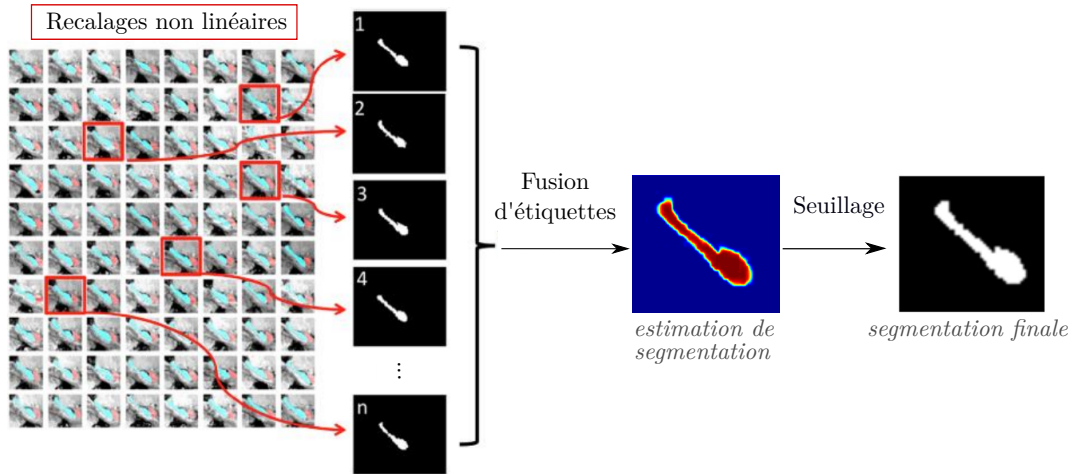 Recalages non linéaires
1
2
3
4
⋮
n
Fusion
d'étiquettes
estimation de
segmentation
Seuillage
segmentation finale